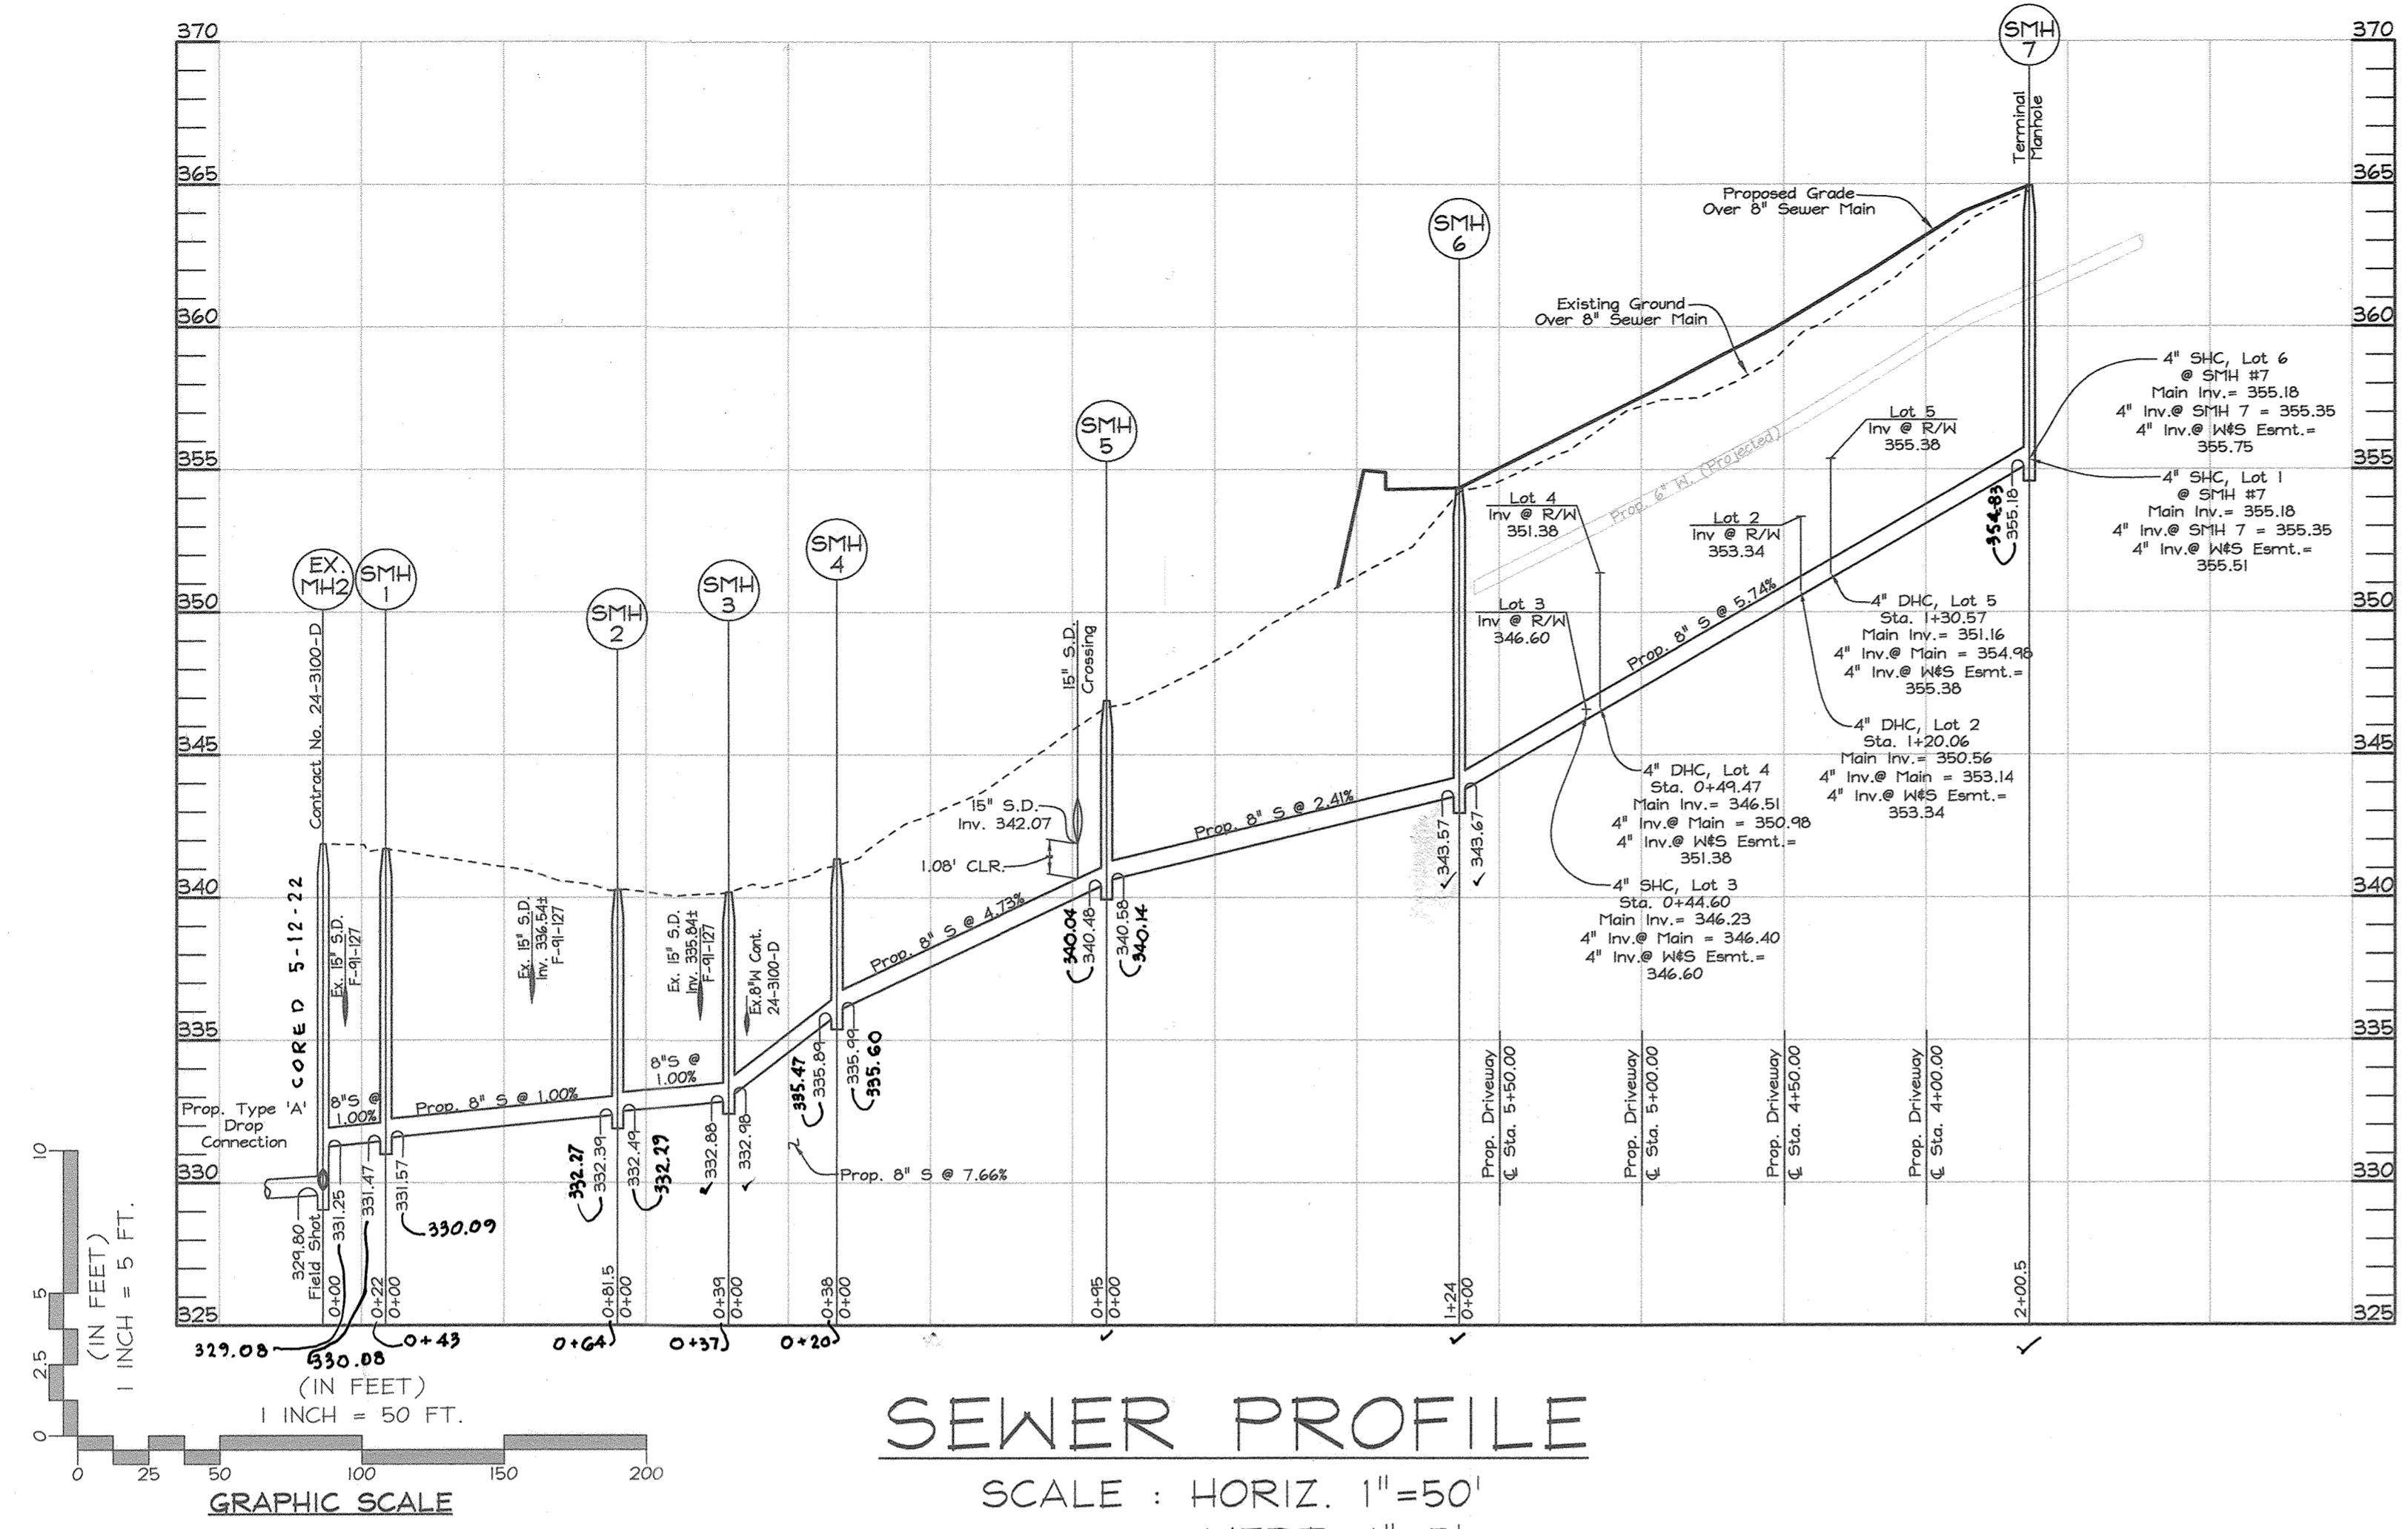 370
365
360
355
350
345
340
335
330
325
370
365
360
355
350
345
340
335
330
325
EX.
MH2
SMH
1
SMH
2
SMH
3
SMH
4
SMH
5
SMH
6
SMH
7
Terminal
Manhole
Proposed Grade
Over 8" Sewer Main
Existing Ground
Over 8" Sewer Main
Prop. 6" W. (Projected)
Contract No. 24-3100-D
CORED 5-12-22
Ex. 15" S.D.
F-91-127
Ex. 15" S.D.
Inv. 336.54±
F-91-127
Ex. 15" S.D.
Inv. 335.84±
F-91-127
Ex.8"W Cont.
24-3100-D
15" S.D.
Crossing
15" S.D.
Inv. 342.07
1.08' CLR.
Prop. Type 'A'
Drop
Connection
8"S @
1.00%
Prop. 8" S @ 1.00%
8"S @
1.00%
Prop. 8" S @ 7.66%
Prop. 8" S @ 4.73%
Prop. 8" S @ 2.41%
Prop. 8" S @ 5.74%
329.80
Field Shot
331.25
331.47
331.57
330.09
332.27
332.39
332.49
332.29
332.88
332.98
335.47
335.89
335.99
335.60
340.04
340.48
340.58
340.14
343.57
343.67
354.83
355.18
Lot 4
Inv @ R/W
351.38
Lot 3
Inv @ R/W
346.60
Lot 2
Inv @ R/W
353.34
Lot 5
Inv @ R/W
355.38
4" SHC, Lot 6
@ SMH #7
Main Inv.= 355.18
4" Inv.@ SMH 7 = 355.35
4" Inv.@ W&S Esmt.=
355.75
4" SHC, Lot 1
@ SMH #7
Main Inv.= 355.18
4" Inv.@ SMH 7 = 355.35
4" Inv.@ W&S Esmt.=
355.51
4" DHC, Lot 5
Sta. 1+30.57
Main Inv.= 351.16
4" Inv.@ Main = 354.98
4" Inv.@ W&S Esmt.=
355.38
4" DHC, Lot 2
Sta. 1+20.06
Main Inv.= 350.56
4" Inv.@ Main = 353.14
4" Inv.@ W&S Esmt.=
353.34
4" DHC, Lot 4
Sta. 0+49.47
Main Inv.= 346.51
4" Inv.@ Main = 350.98
4" Inv.@ W&S Esmt.=
351.38
4" SHC, Lot 3
Sta. 0+44.60
Main Inv.= 346.23
4" Inv.@ Main = 346.40
4" Inv.@ W&S Esmt.=
346.60
Prop. Driveway
℄ Sta. 5+50.00
Prop. Driveway
℄ Sta. 5+00.00
Prop. Driveway
℄ Sta. 4+50.00
Prop. Driveway
℄ Sta. 4+00.00
0+00
0+22
0+00
0+81.5
0+00
0+39
0+00
0+38
0+00
0+95
0+00
1+24
0+00
2+00.5
329.08
330.08
0+43
0+64
0+37
0+20
10
5
2.5
0
(IN FEET)
1 INCH = 5 FT.
(IN FEET)
1 INCH = 50 FT.
0 25 50 100 150 200
GRAPHIC SCALE
SEWER PROFILE
SCALE : HORIZ. 1"=50'